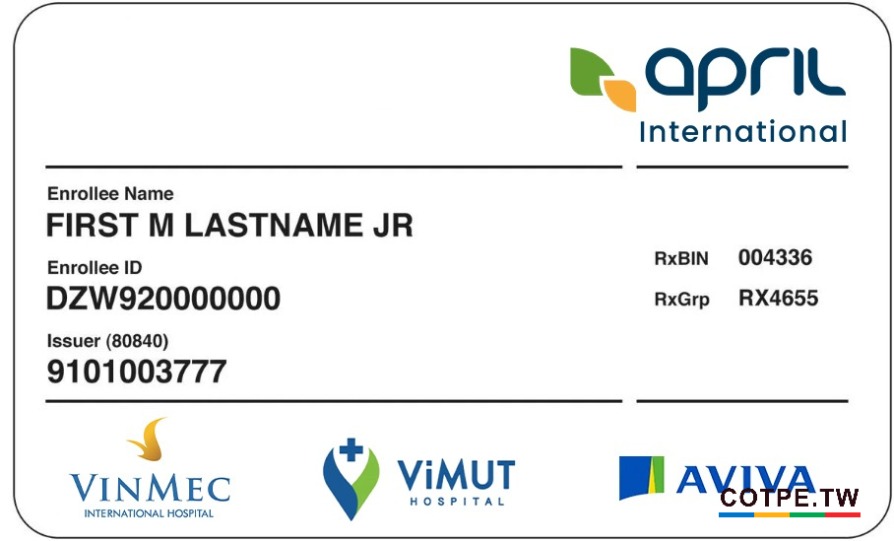 april
International
Enrollee Name
FIRST M LASTNAME JR
Enrollee ID
DZW920000000
Issuer (80840)
9101003777
RxBIN 004336
RxGrp RX4655
VINMEC
INTERNATIONAL HOSPITAL
ViMUT
HOSPITAL
AVIVA
COTPE.TW